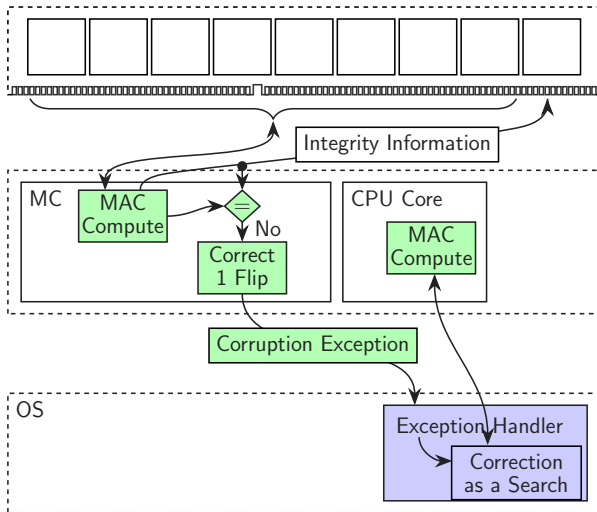 Integrity Information
MC
MAC
Compute
=
No
Correct
1 Flip
CPU Core
MAC
Compute
Corruption Exception
OS
Exception Handler
Correction
as a Search